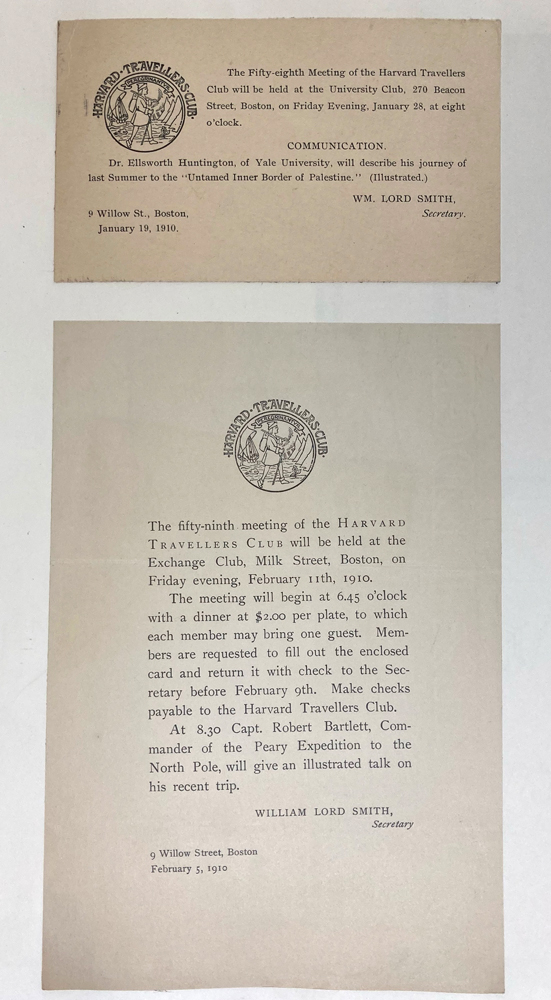 HARVARD·TRAVELLERS·CLUB·
The Fifty-eighth Meeting of the Harvard Travellers
Club will be held at the University Club, 270 Beacon
Street, Boston, on Friday Evening, January 28, at eight
o'clock.
COMMUNICATION.
Dr. Ellsworth Huntington, of Yale University, will describe his journey of
last Summer to the "Untamed Inner Border of Palestine." (Illustrated.)
WM. LORD SMITH,
Secretary.
9 Willow St., Boston,
January 19, 1910.
·HARVARD·TRAVELLERS·CLUB·
The fifty-ninth meeting of the HARVARD
TRAVELLERS CLUB will be held at the
Exchange Club, Milk Street, Boston, on
Friday evening, February 11th, 1910.
The meeting will begin at 6.45 o'clock
with a dinner at $2.00 per plate, to which
each member may bring one guest. Mem-
bers are requested to fill out the enclosed
card and return it with check to the Sec-
retary before February 9th. Make checks
payable to the Harvard Travellers Club.
At 8.30 Capt. Robert Bartlett, Com-
mander of the Peary Expedition to the
North Pole, will give an illustrated talk on
his recent trip.
WILLIAM LORD SMITH,
Secretary
9 Willow Street, Boston
February 5, 1910